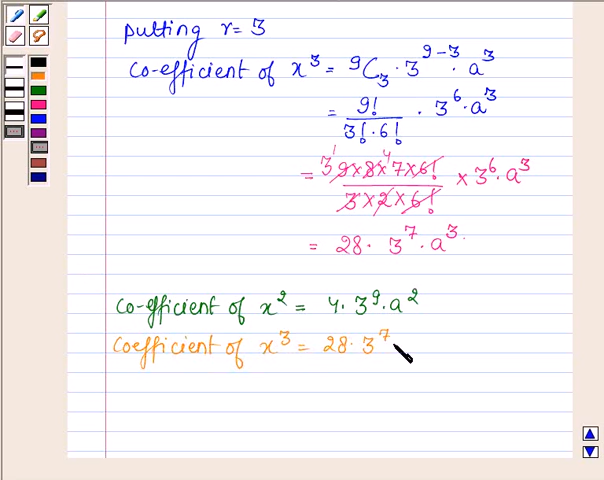 putting r= 3
Co-efficient of x³ = ⁹C₃ · 3⁹⁻³ · a³
= 9! / 3! · 6! · 3⁶ · a³
= 3 1 9×8×⁴7×6! / 3×2×6! × 3⁶ · a³
= 28 · 3⁷ · a³.
Co-efficient of x² = 4 · 3⁹ · a²
Coefficient of x³ = 28 · 3⁷